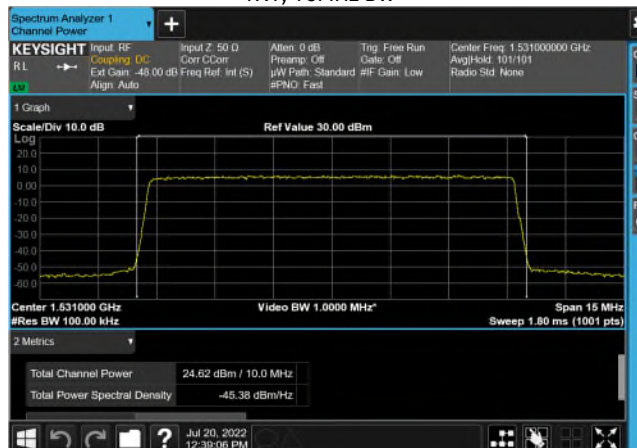 Spectrum Analyzer 1
Channel Power
KEYSIGHT
RL
LXI
Input: RF
Coupling: DC
Ext Gain: -48.00 dB
Align: Auto
Input Z: 50 Ω
Corr CCorr
Freq Ref: Int (S)
Atten: 0 dB
Preamp: Off
µW Path: Standard
#PNO: Fast
Trig: Free Run
Gate: Off
#IF Gain: Low
Center Freq: 1.531000000 GHz
Avg|Hold: 101/101
Radio Std: None
1 Graph
Scale/Div 10.0 dB
Ref Value 30.00 dBm
Log
20.0
10.0
0.00
-10.0
-20.0
-30.0
-40.0
-50.0
-60.0
Center 1.531000 GHz
Video BW 1.0000 MHz*
Span 15 MHz
#Res BW 100.00 kHz
Sweep 1.80 ms (1001 pts)
2 Metrics
Total Channel Power 24.62 dBm / 10.0 MHz
Total Power Spectral Density -45.38 dBm/Hz
?
Jul 20, 2022
12:39:06 PM